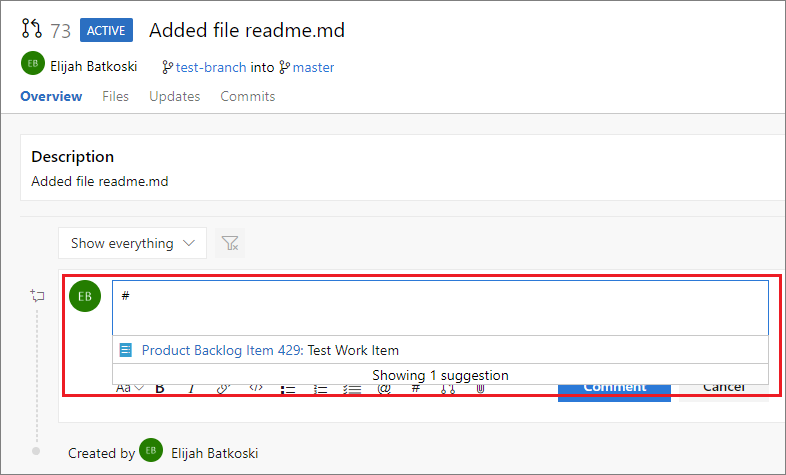 73 ACTIVE Added file readme.md
EB Elijah Batkoski test-branch into master
Overview Files Updates Commits
Description
Added file readme.md
Show everything
EB #
Product Backlog Item 429: Test Work Item
Showing 1 suggestion
Aa B I </> @ # Comment Cancel
Created by EB Elijah Batkoski